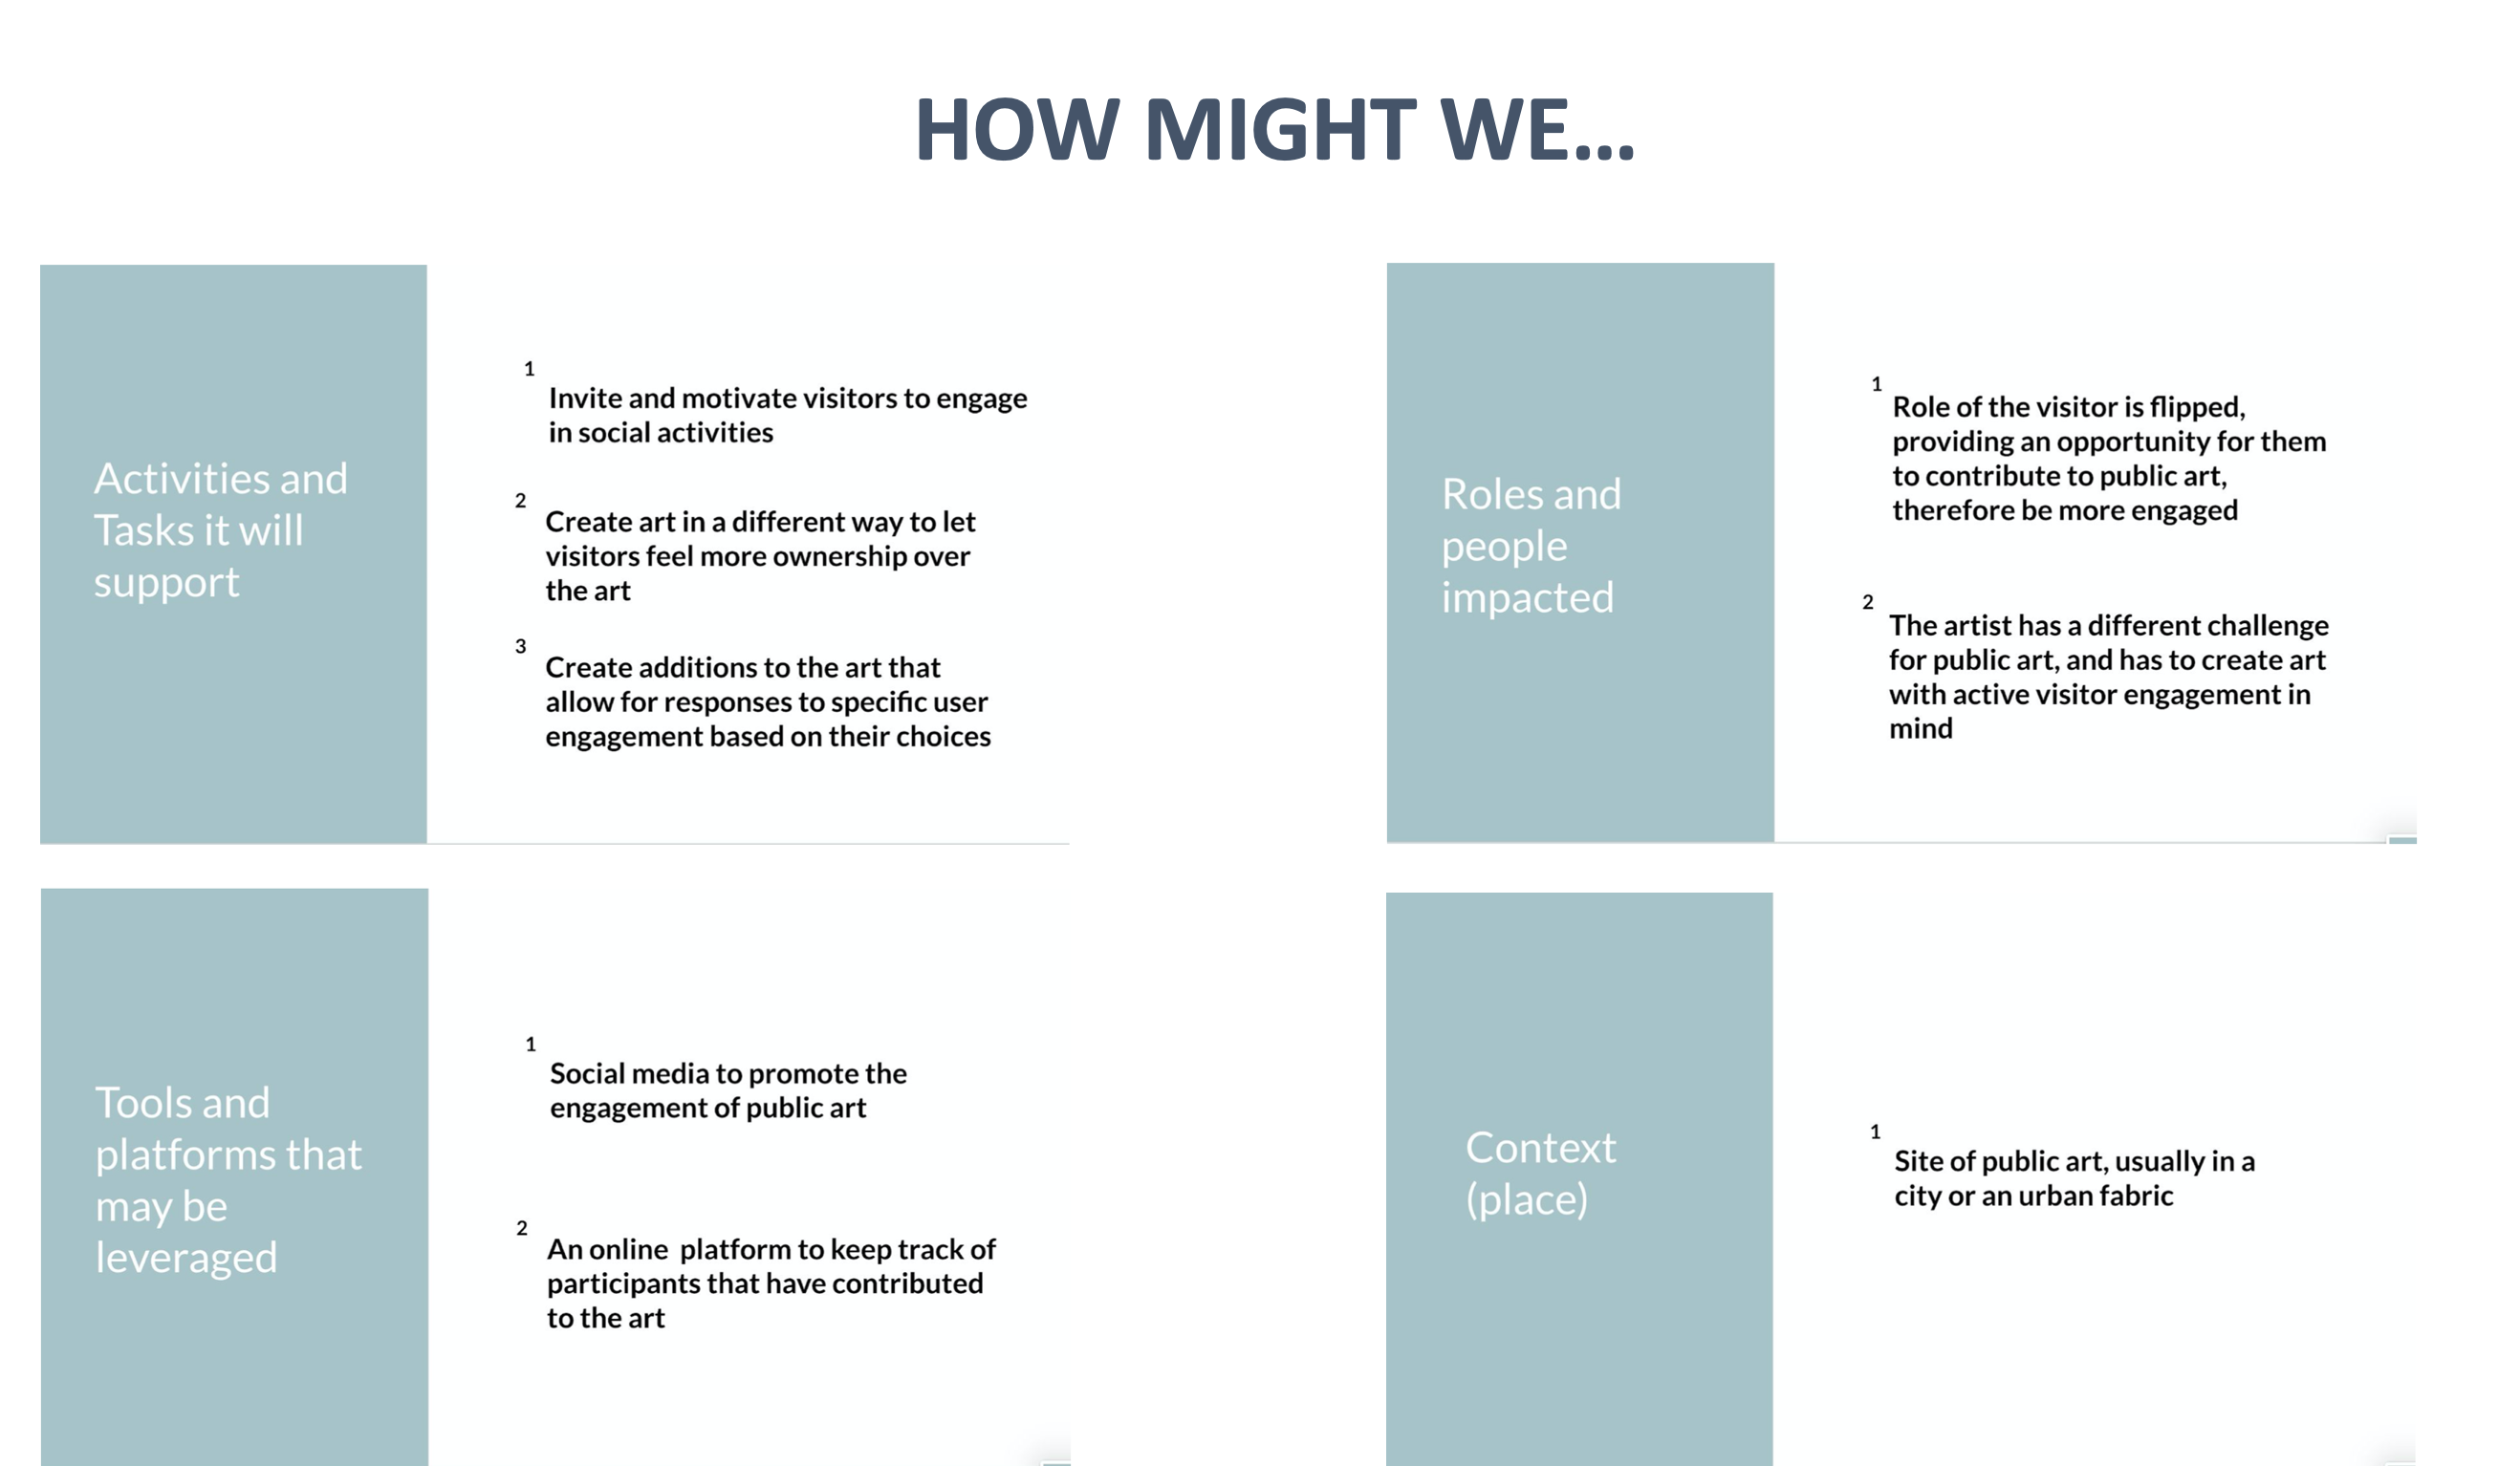 HOW MIGHT WE...
Activities and
Tasks it will
support
1
Invite and motivate visitors to engage
in social activities
2
Create art in a different way to let
visitors feel more ownership over
the art
3
Create additions to the art that
allow for responses to specific user
engagement based on their choices
Roles and
people
impacted
1
Role of the visitor is flipped,
providing an opportunity for them
to contribute to public art,
therefore be more engaged
2
The artist has a different challenge
for public art, and has to create art
with active visitor engagement in
mind
Tools and
platforms that
may be
leveraged
1
Social media to promote the
engagement of public art
2
An online  platform to keep track of
participants that have contributed
to the art
Context
(place)
1
Site of public art, usually in a
city or an urban fabric